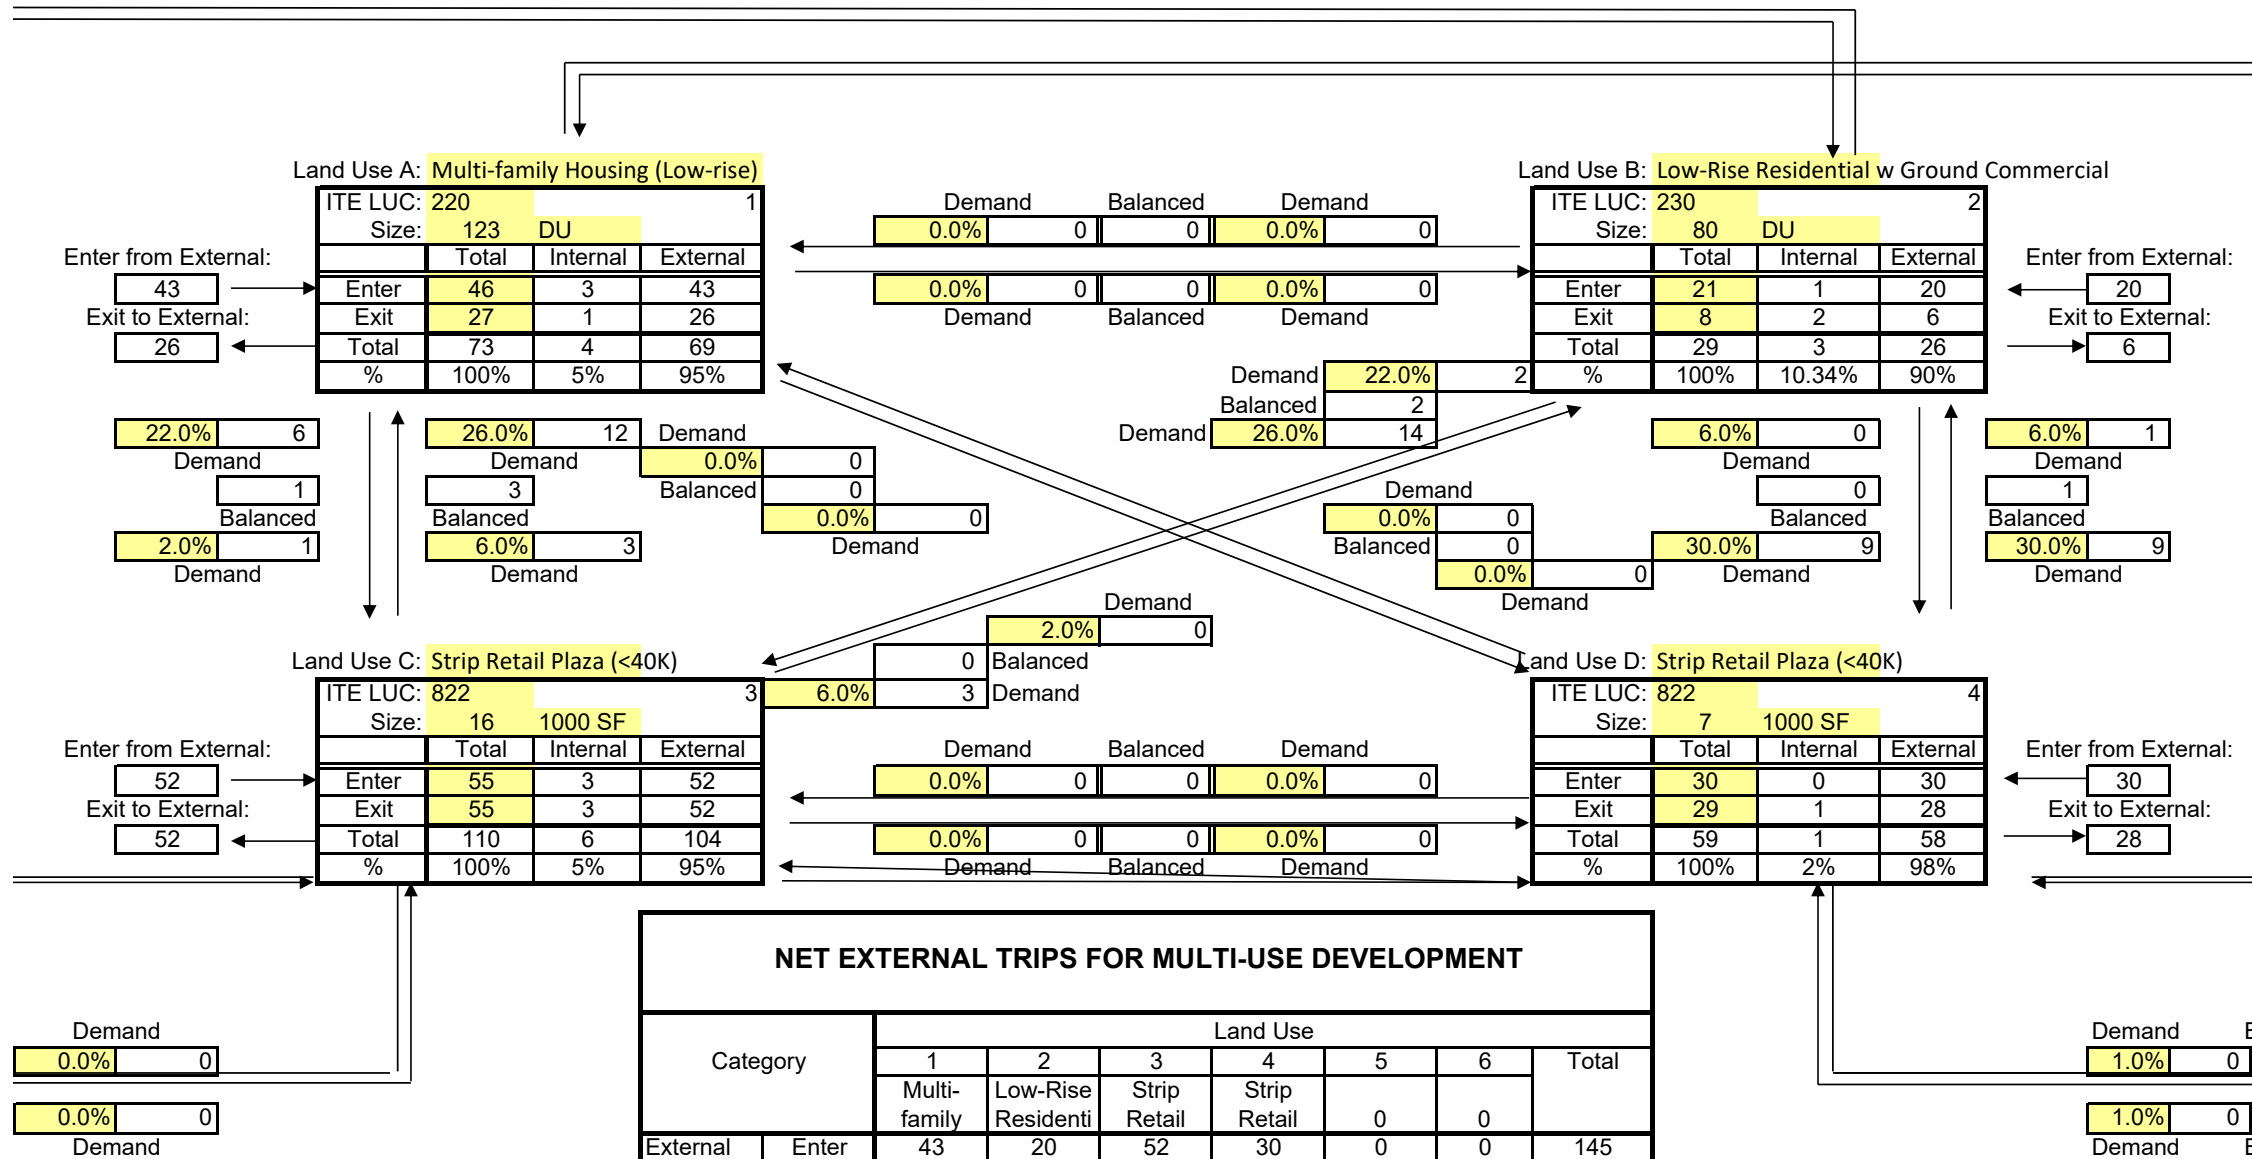 Land Use A: Multi-family Housing (Low-rise) Land Use B: Low-Rise Residential w Ground Commercial
ITE LUC: 220 1 Demand Balanced Demand ITE LUC: 230 2
Size: 123 DU 0.0% 0 0 0.0% 0 Size: 80 DU
Enter from External: Total Internal External Total Internal External Enter from External:
43 Enter 46 3 43 0.0% 0 0 0.0% 0 Enter 21 1 20 20
Exit to External: Exit 27 1 26 Demand Balanced Demand Exit 8 2 6 Exit to External:
26 Total 73 4 69 Total 29 3 26 6
% 100% 5% 95% Demand 22.0% 2 % 100% 10.34% 90%
Balanced 2
22.0% 6 26.0% 12 Demand Demand 26.0% 14 6.0% 0 6.0% 1
Demand Demand 0.0% 0 Demand Demand
1 3 Balanced 0 Demand 0 1
Balanced Balanced 0.0% 0 0.0% 0 Balanced Balanced
2.0% 1 6.0% 3 Demand Balanced 0 30.0% 9 30.0% 9
Demand Demand 0.0% 0 Demand Demand
Demand Demand
2.0% 0
Land Use C: Strip Retail Plaza (<40K) 0 Balanced Land Use D: Strip Retail Plaza (<40K)
ITE LUC: 822 3 6.0% 3 Demand ITE LUC: 822 4
Size: 16 1000 SF Size: 7 1000 SF
Enter from External: Total Internal External Demand Balanced Demand Total Internal External Enter from External:
52 Enter 55 3 52 0.0% 0 0 0.0% 0 Enter 30 0 30 30
Exit to External: Exit 55 3 52 Exit 29 1 28 Exit to External:
52 Total 110 6 104 0.0% 0 0 0.0% 0 Total 59 1 58 28
% 100% 5% 95% Demand Balanced Demand % 100% 2% 98%
NET EXTERNAL TRIPS FOR MULTI-USE DEVELOPMENT
Demand Land Use Demand
0.0% 0 Category 1 2 3 4 5 6 Total 1.0% 0
Multi- Low-Rise Strip Strip
0.0% 0 family Residenti Retail Retail 0 0 1.0% 0
Demand External Enter 43 20 52 30 0 0 145 Demand